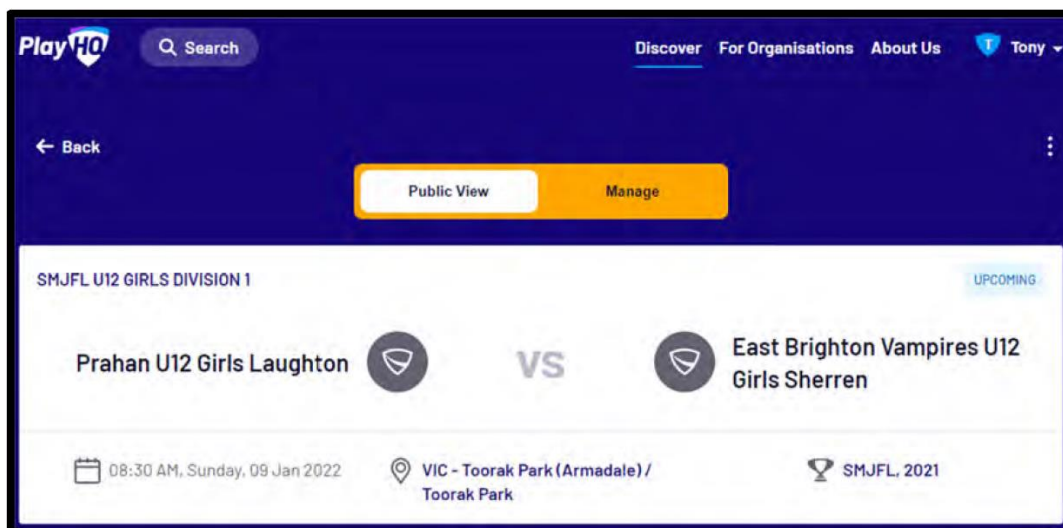 PlayHQ
Search
Discover
For Organisations
About Us
T
Tony
Back
Public View
Manage
SMJFL U12 GIRLS DIVISION 1
UPCOMING
Prahan U12 Girls Laughton
VS
East Brighton Vampires U12
Girls Sherren
08:30 AM, Sunday, 09 Jan 2022
VIC - Toorak Park (Armadale) /
Toorak Park
SMJFL, 2021